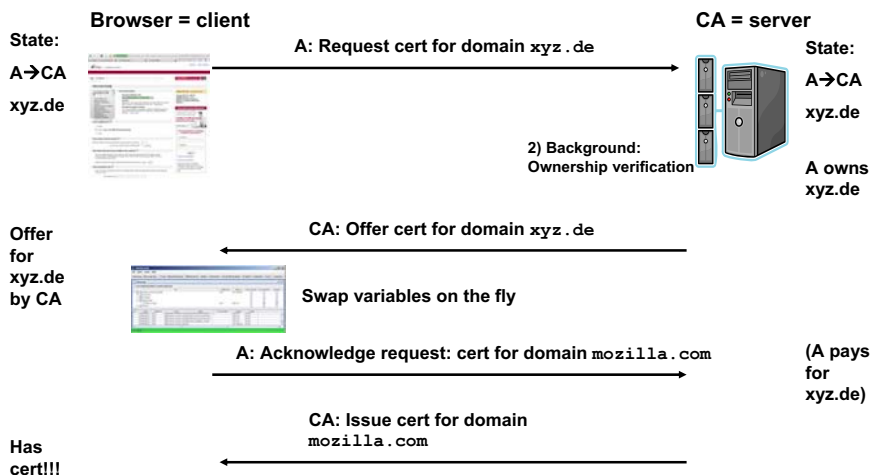 Browser = client
CA = server
State:
A→CA
xyz.de
A: Request cert for domain xyz.de
State:
A→CA
xyz.de
2) Background:
Ownership verification
A owns
xyz.de
Offer
for
xyz.de
by CA
CA: Offer cert for domain xyz.de
Swap variables on the fly
A: Acknowledge request: cert for domain mozilla.com
(A pays
for
xyz.de)
CA: Issue cert for domain
mozilla.com
Has
cert!!!